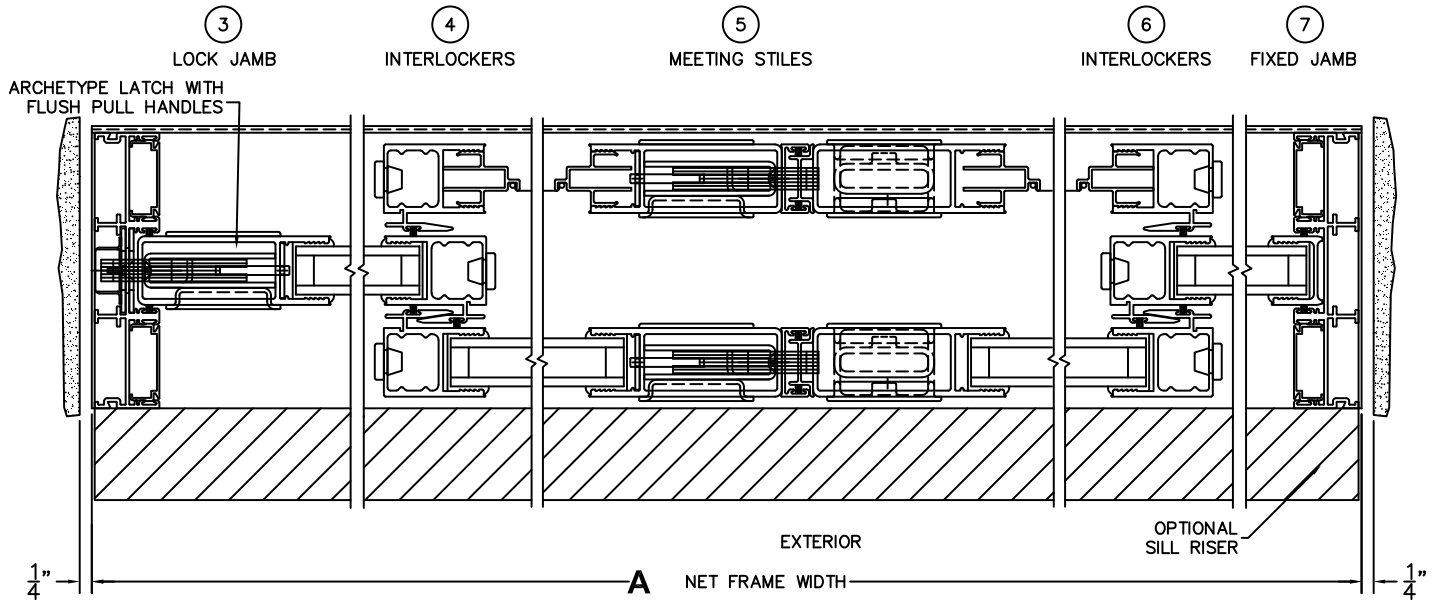 3
LOCK JAMB
4
INTERLOCKERS
5
MEETING STILES
6
INTERLOCKERS
7
FIXED JAMB
ARCHETYPE LATCH WITH
FLUSH PULL HANDLES
EXTERIOR
OPTIONAL
SILL RISER
1/4"
A NET FRAME WIDTH
1/4"